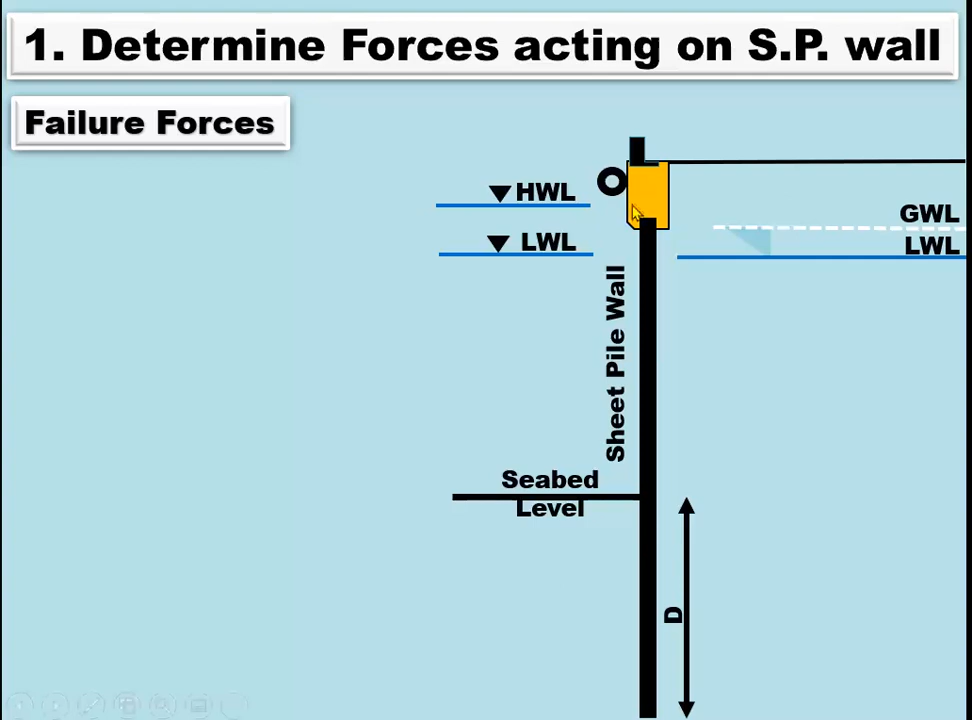 1. Determine Forces acting on S.P. wall
Failure Forces
HWL
GWL
LWL
LWL
Sheet Pile Wall
Seabed
Level
D